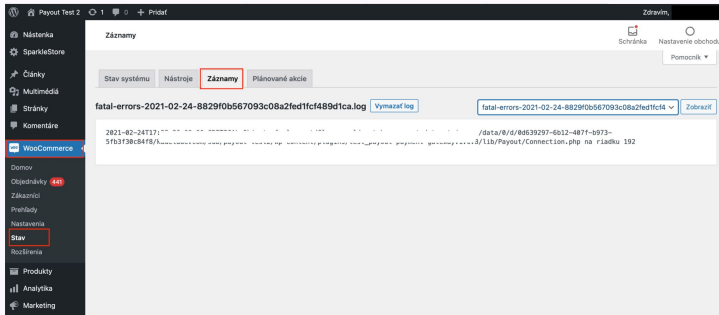 Payout Test 2 1 0 + Pridať Zdravím,
Nástenka
SparkleStore
Články
Multimédiá
Stránky
Komentáre
WooCommerce
Domov
Objednávky 441
Zákazníci
Prehľady
Nastavenia
Stav
Rozšírenia
Produkty
Analytika
Marketing
Záznamy
Schránka
Nastavenie obchodu
Pomocník
Stav systému Nástroje Záznamy Plánované akcie
fatal-errors-2021-02-24-8829f0b567093c08a2fed1fcf489d1ca.log Vymazať log
fatal-errors-2021-02-24-8829f0b567093c08a2fed1fcf4 Zobraziť
2021-02-24T17: /data/0/d/0d639297-6b12-407f-b973-
5fb3f30c84f8/ /lib/Payout/Connection.php na riadku 192